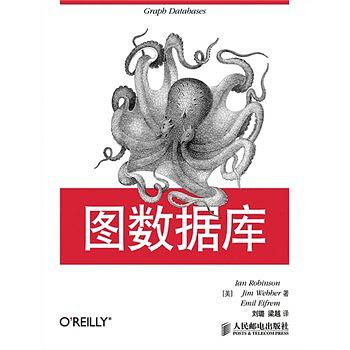 Graph Databases
图数据库
Ian Robinson
[美] Jim Webber 著
Emil Eifrem
刘璐 梁越 译
O'REILLY®
人民邮电出版社
POSTS & TELECOM PRESS